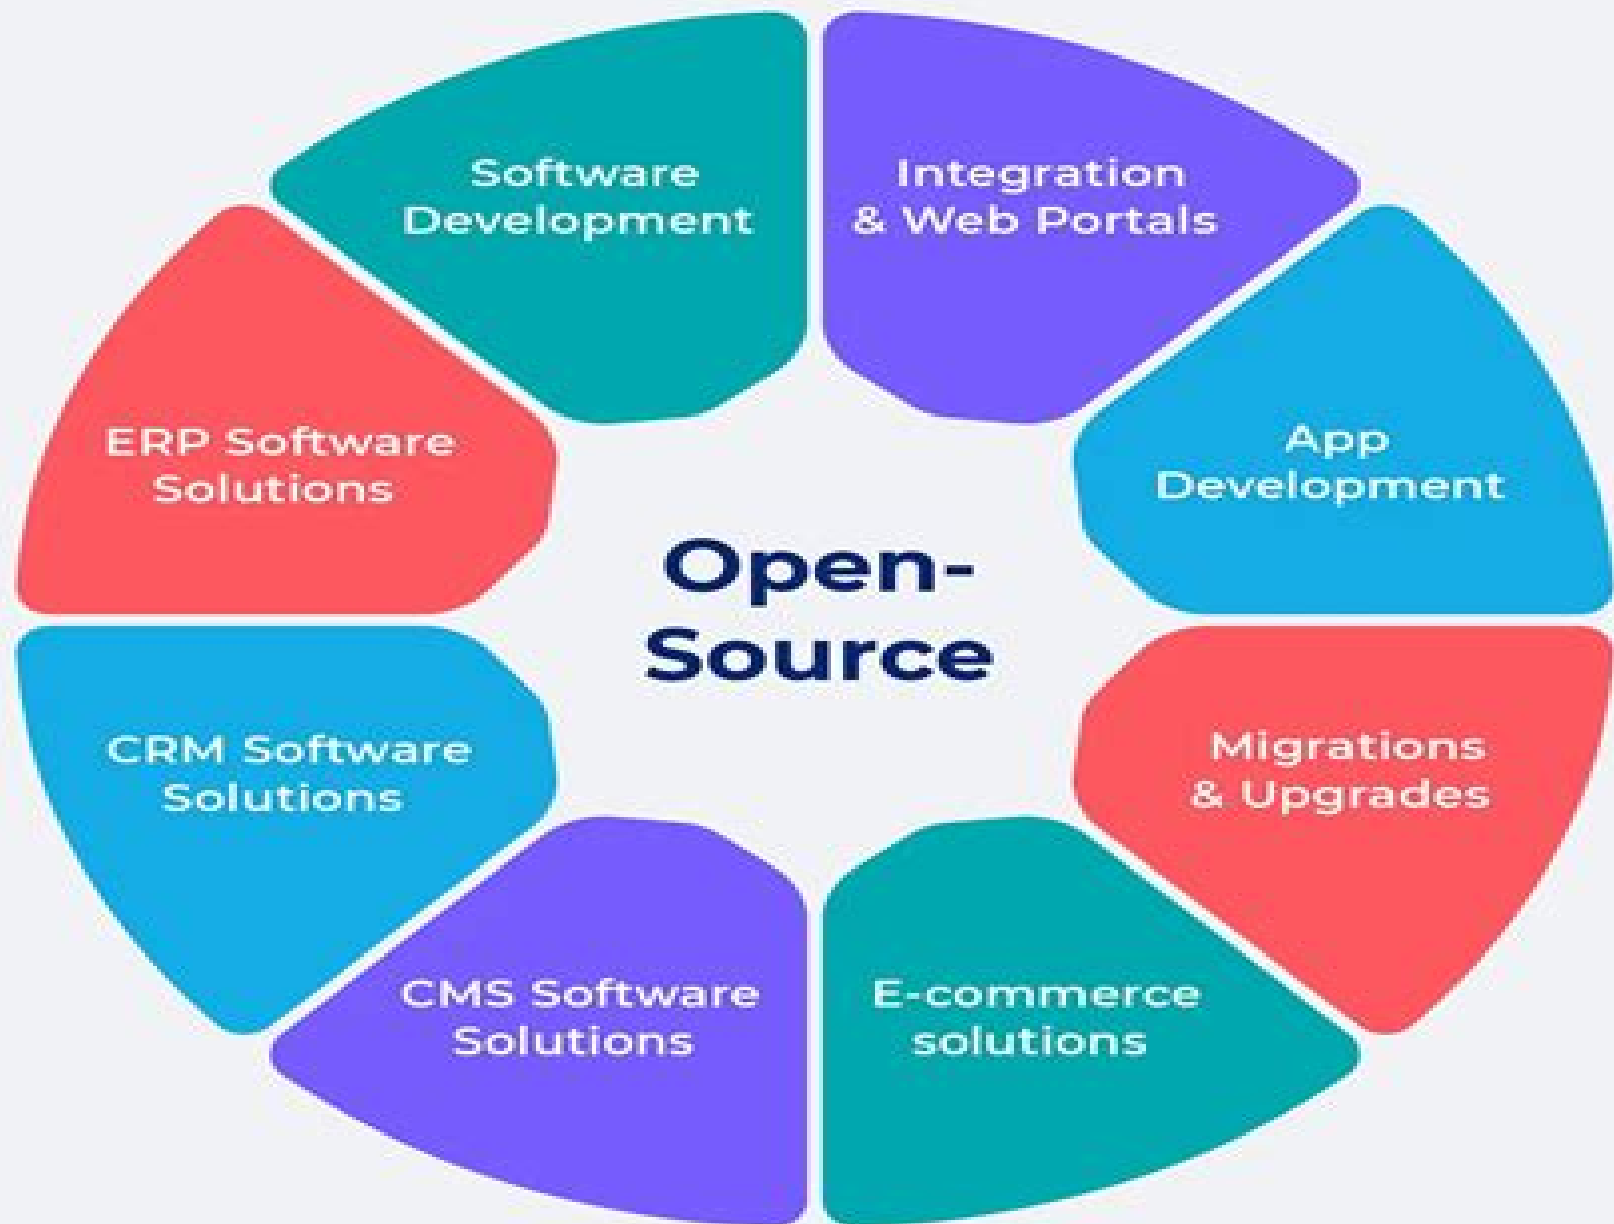 Software
Development
Integration
& Web Portals
App
Development
Migrations
& Upgrades
E-commerce
solutions
CMS Software
Solutions
CRM Software
Solutions
ERP Software
Solutions
Open-
Source